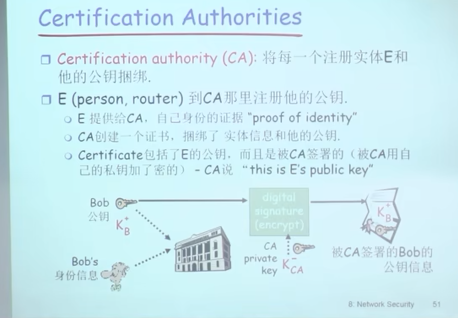 Certification Authorities
Certification authority (CA): 将每一个注册实体E和
他的公钥捆绑.
E (person, router) 到CA那里注册他的公钥.
E 提供给CA, 自己身份的证据 “proof of identity”
CA创建一个证书, 捆绑了 实体信息和他的公钥.
Certificate包括了E的公钥, 而且是被CA签署的 (被CA用自
己的私钥加了密的) – CA说 “this is E’s public key”
Bob
公钥
K+B
digital
signature
(encrypt)
K+B
Bob’s
身份信息
CA
private
key
K-CA
被CA签署的Bob的
公钥信息
8: Network Security 51